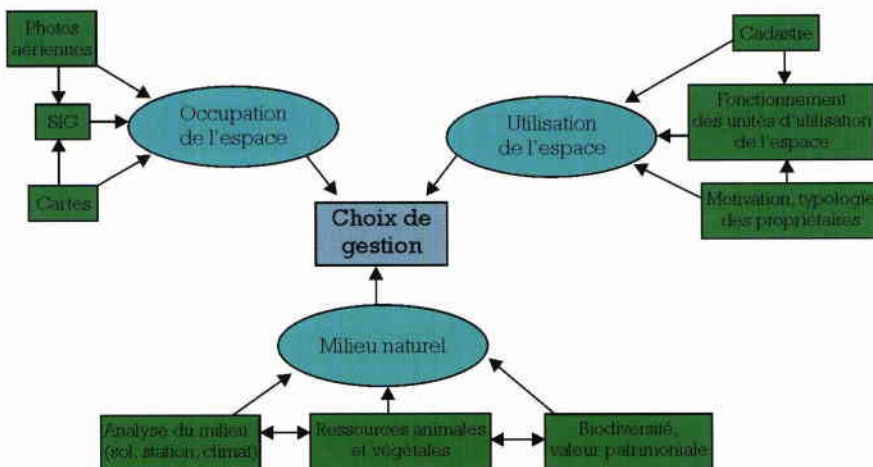 Photos
aériennes
SIG
Cartes
Occupation
de l'espace
Utilisation
de l'espace
Cadastre
Fonctionnement
des unités d'utilisation
de l'espace
Motivation, typologie
des propriétaires
Choix de
gestion
Milieu naturel
Analyse du milieu
(sol, station, climat)
Ressources animales
et végétales
Biodiversité,
valeur patrimoniale